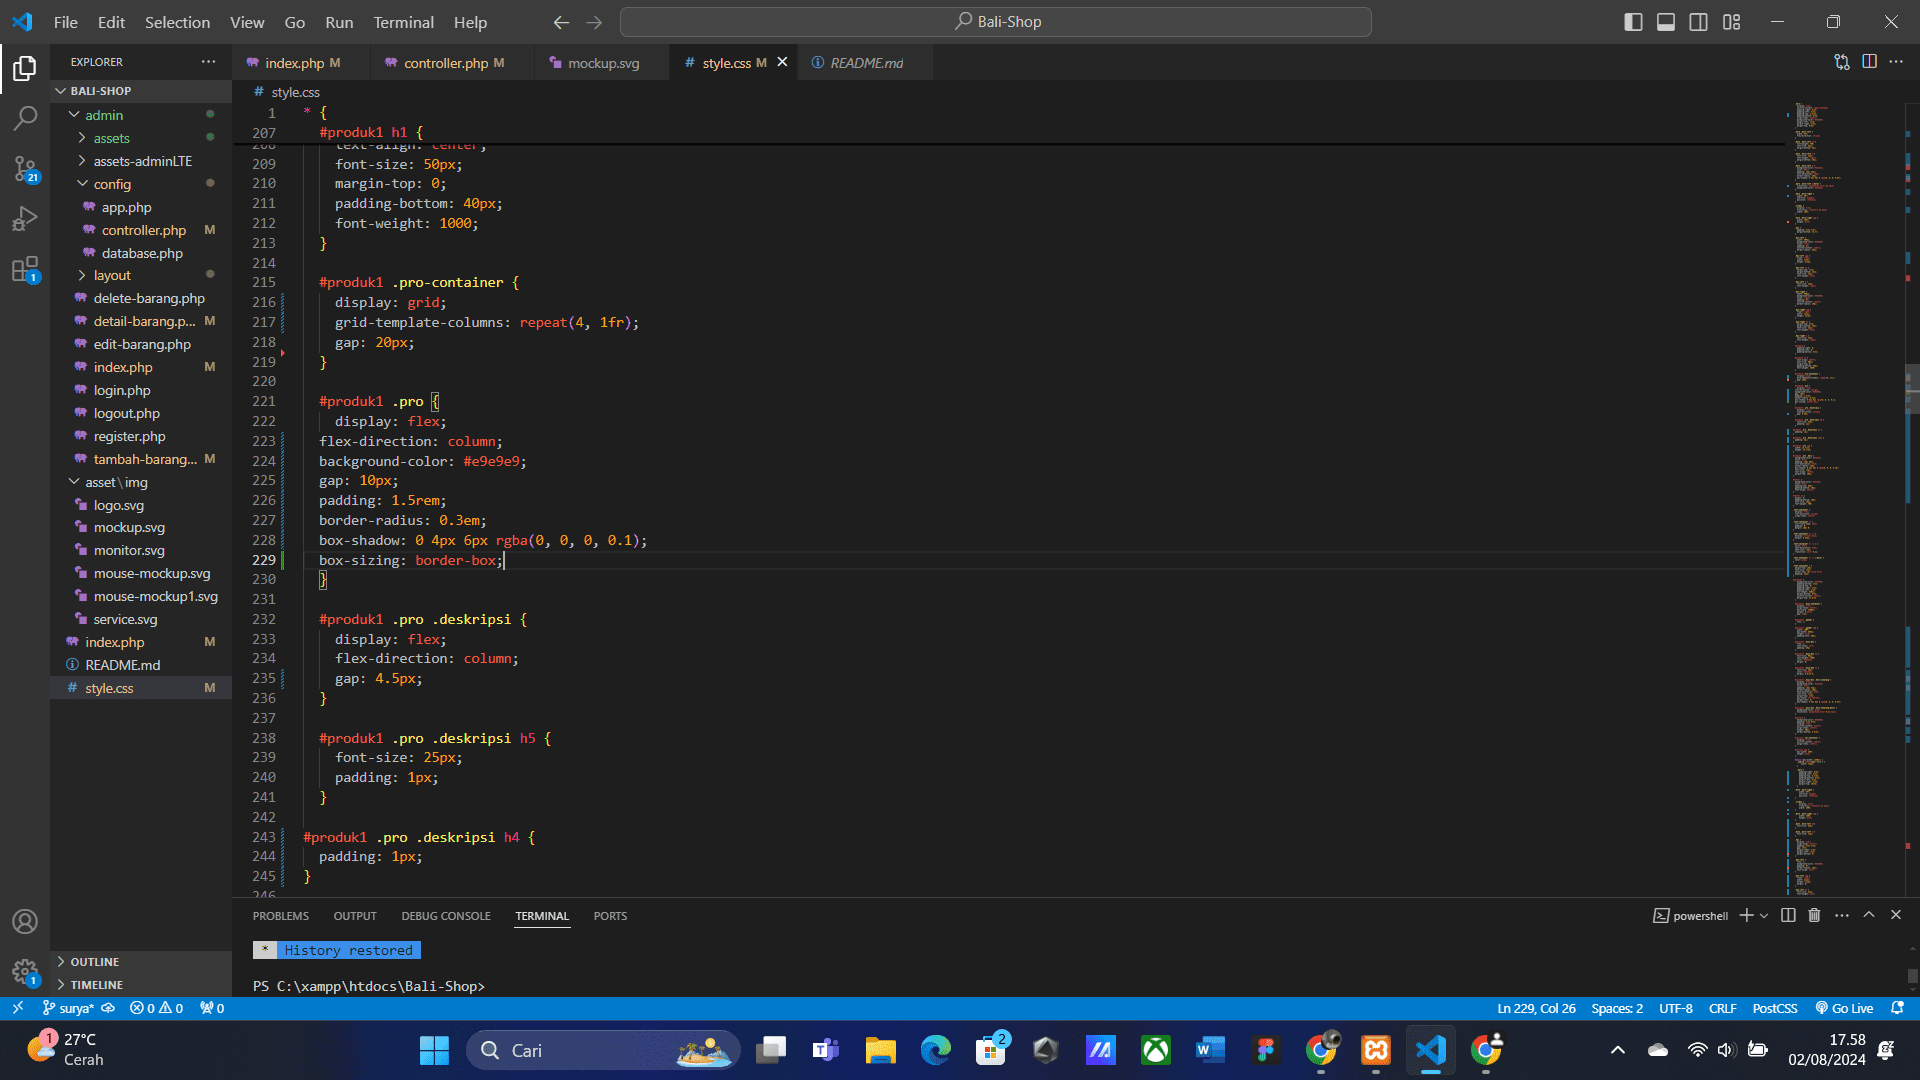 File Edit Selection View Go Run Terminal Help
Bali-Shop
EXPLORER
BALI-SHOP
admin
assets
assets-adminLTE
config
app.php
controller.php M
database.php
layout
delete-barang.php
detail-barang.p... M
edit-barang.php
index.php M
login.php
logout.php
register.php
tambah-barang... M
asset\img
logo.svg
mockup.svg
monitor.svg
mouse-mockup.svg
mouse-mockup1.svg
service.svg
index.php M
README.md
style.css M
OUTLINE
TIMELINE
21
1
1
index.php M controller.php M mockup.svg # style.css M README.md
# style.css
1 * {
207 #produk1 h1 {
208 text-align: center;
209 font-size: 50px;
210 margin-top: 0;
211 padding-bottom: 40px;
212 font-weight: 1000;
213 }
214
215 #produk1 .pro-container {
216 display: grid;
217 grid-template-columns: repeat(4, 1fr);
218 gap: 20px;
219 }
220
221 #produk1 .pro {
222 display: flex;
223 flex-direction: column;
224 background-color: #e9e9e9;
225 gap: 10px;
226 padding: 1.5rem;
227 border-radius: 0.3em;
228 box-shadow: 0 4px 6px rgba(0, 0, 0, 0.1);
229 box-sizing: border-box;
230 }
231
232 #produk1 .pro .deskripsi {
233 display: flex;
234 flex-direction: column;
235 gap: 4.5px;
236 }
237
238 #produk1 .pro .deskripsi h5 {
239 font-size: 25px;
240 padding: 1px;
241 }
242
243 #produk1 .pro .deskripsi h4 {
244 padding: 1px;
245 }
246
PROBLEMS OUTPUT DEBUG CONSOLE TERMINAL PORTS
powershell
* History restored
PS C:\xampp\htdocs\Bali-Shop>
surya* 0 0 0
Ln 229, Col 26 Spaces: 2 UTF-8 CRLF PostCSS Go Live
1
27°C
Cerah
Cari
2
17.58
02/08/2024